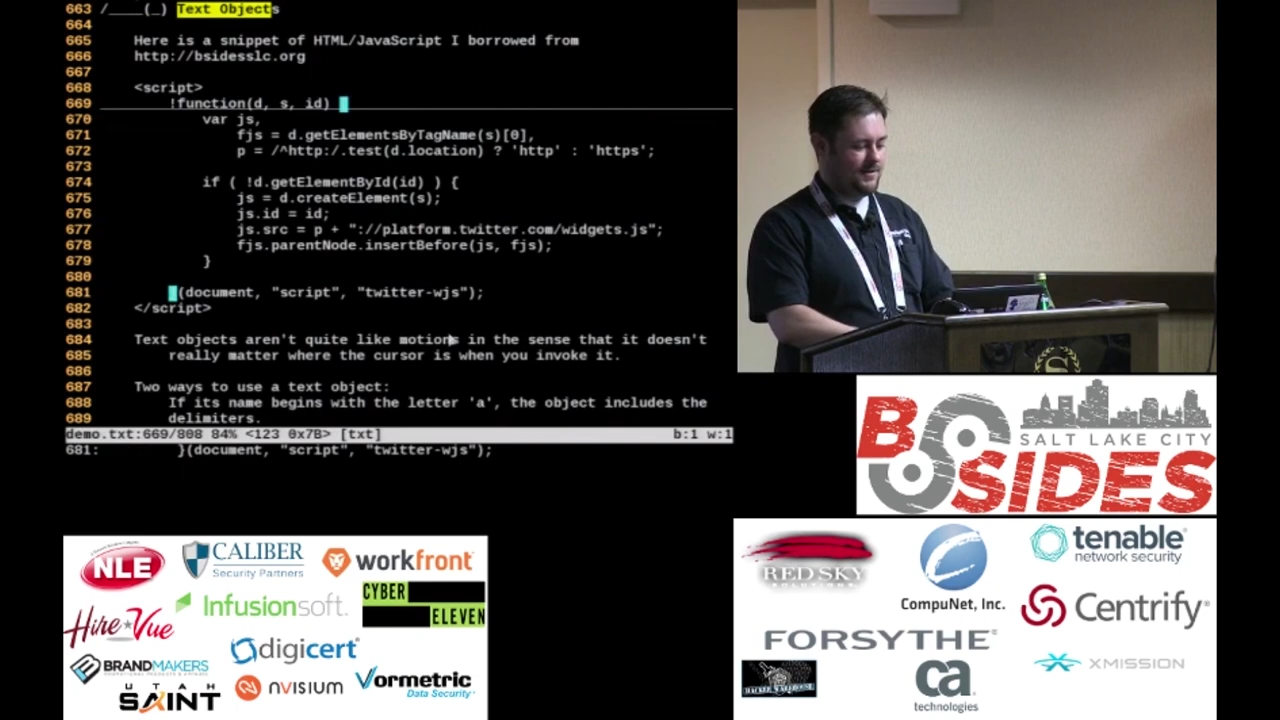 663 /____(_) Text Objects
664
665 Here is a snippet of HTML/JavaScript I borrowed from
666 http://bsidesslc.org
667
668 <script>
669 !function(d, s, id)
670 var js,
671 fjs = d.getElementsByTagName(s)[0],
672 p = /^http:/.test(d.location) ? 'http' : 'https';
673
674 if ( !d.getElementById(id) ) {
675 js = d.createElement(s);
676 js.id = id;
677 js.src = p + "://platform.twitter.com/widgets.js";
678 fjs.parentNode.insertBefore(js, fjs);
679 }
680
681 (document, "script", "twitter-wjs");
682 </script>
683
684 Text objects aren't quite like motions in the sense that it doesn't
685 really matter where the cursor is when you invoke it.
686
687 Two ways to use a text object:
688 If its name begins with the letter 'a', the object includes the
689 delimiters.
demo.txt:669/808 84% <123 0x7B> [txt] b:1 w:1
681: }(document, "script", "twitter-wjs");
BSIDES
SALT LAKE CITY
NLE
CALIBER
Security Partners
workfront
Hire Vue
Infusionsoft.
CYBER
ELEVEN
digicert
BRANDMAKERS
UTAH
SAINT
NVISIUM
Vormetric
Data Security
RED SKY
SOLUTIONS
CompuNet, Inc.
tenable
network security
Centrify
FORSYTHE
HACKER WAREHOUSE
ca
technologies
XMISSION